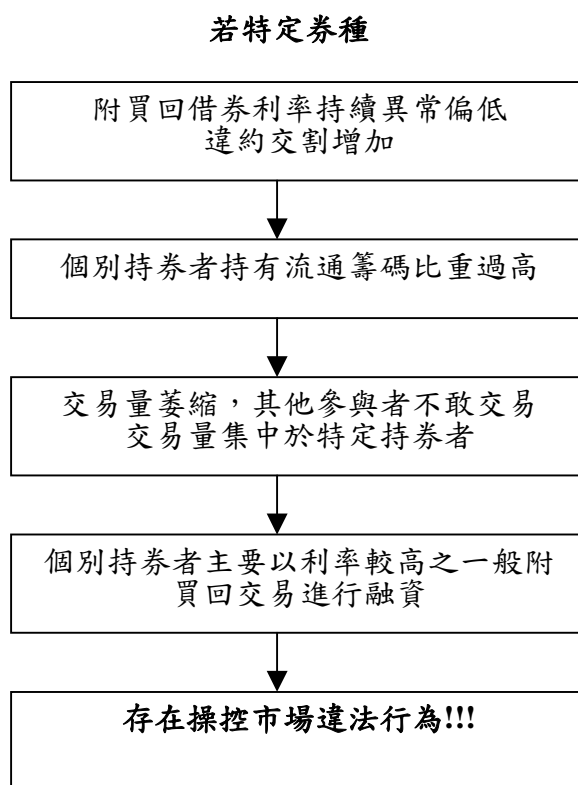 若特定券種
附買回借券利率持續異常偏低
違約交割增加
個別持券者持有流通籌碼比重過高
交易量萎縮，其他參與者不敢交易
交易量集中於特定持券者
個別持券者主要以利率較高之一般附
買回交易進行融資
存在操控市場違法行為!!!